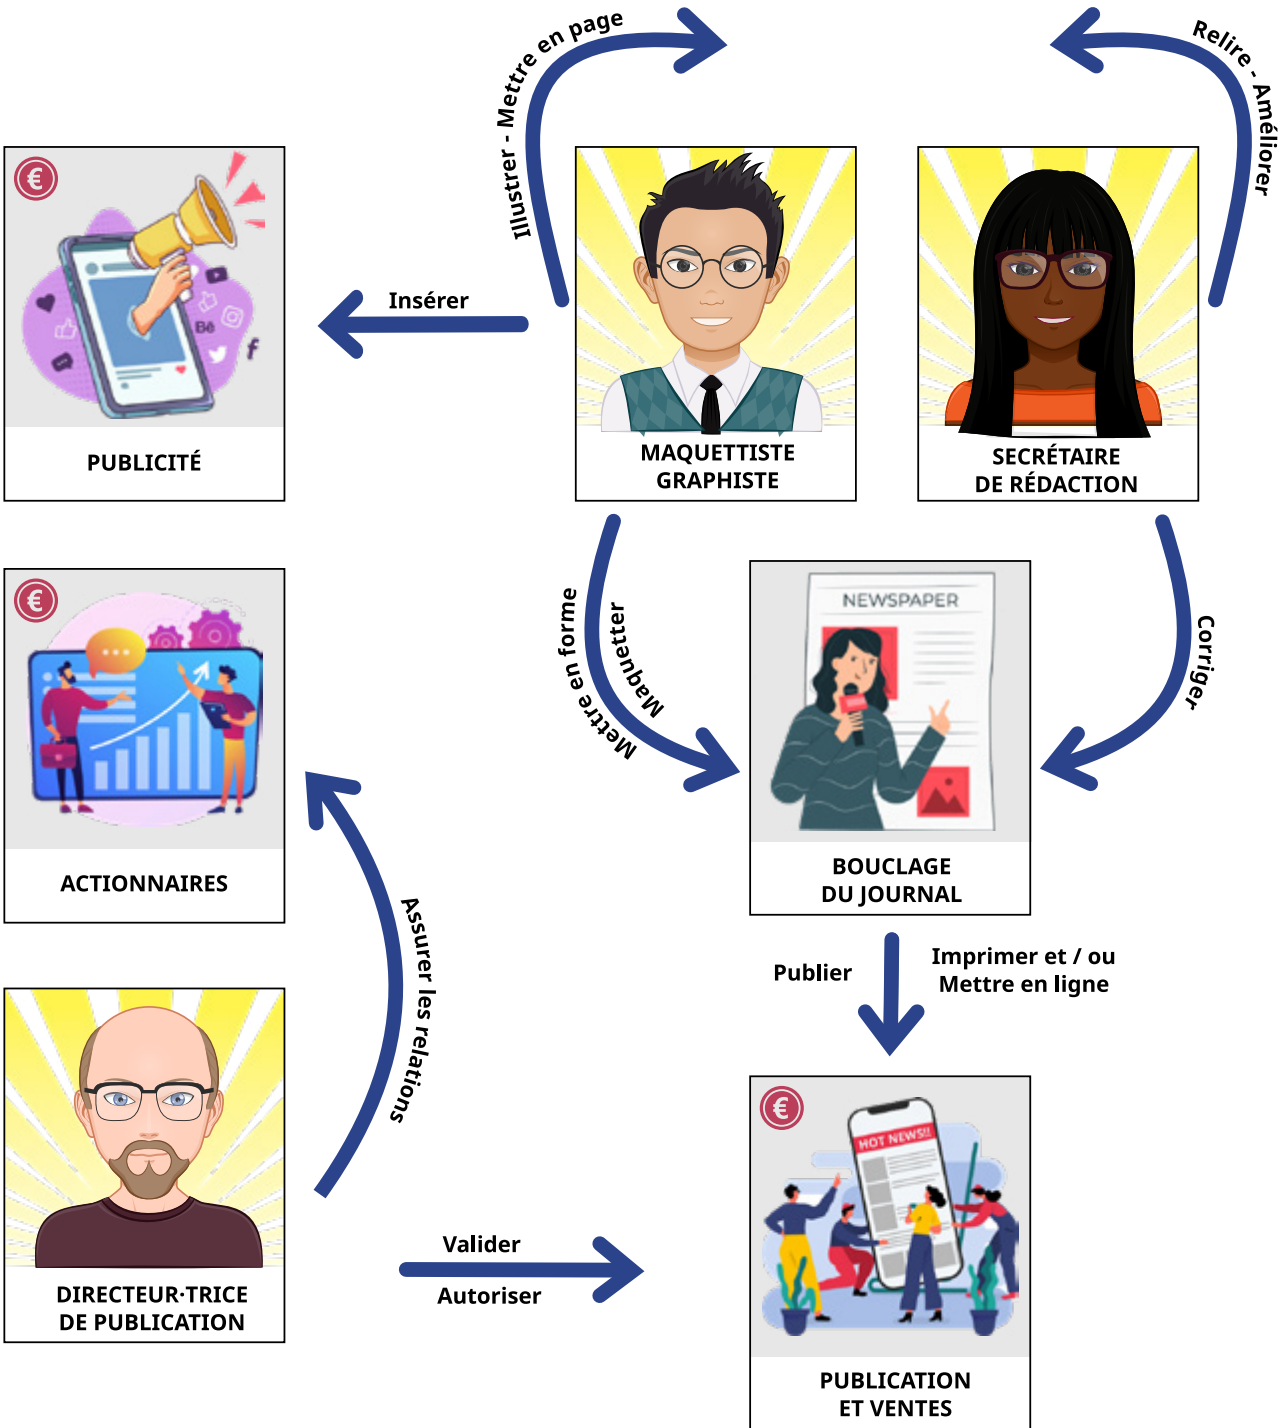 Illustrer - Mettre en page
Relire - Améliorer
€
Bē
f
Insérer
PUBLICITÉ
MAQUETTISTE
GRAPHISTE
SECRÉTAIRE
DE RÉDACTION
€
ACTIONNAIRES
Mettre en forme
Maquetter
NEWSPAPER
Corriger
BOUCLAGE
DU JOURNAL
Assurer les relations
Publier
Imprimer et / ou
Mettre en ligne
DIRECTEUR·TRICE
DE PUBLICATION
Valider
Autoriser
€
HOT NEWS!!
PUBLICATION
ET VENTES